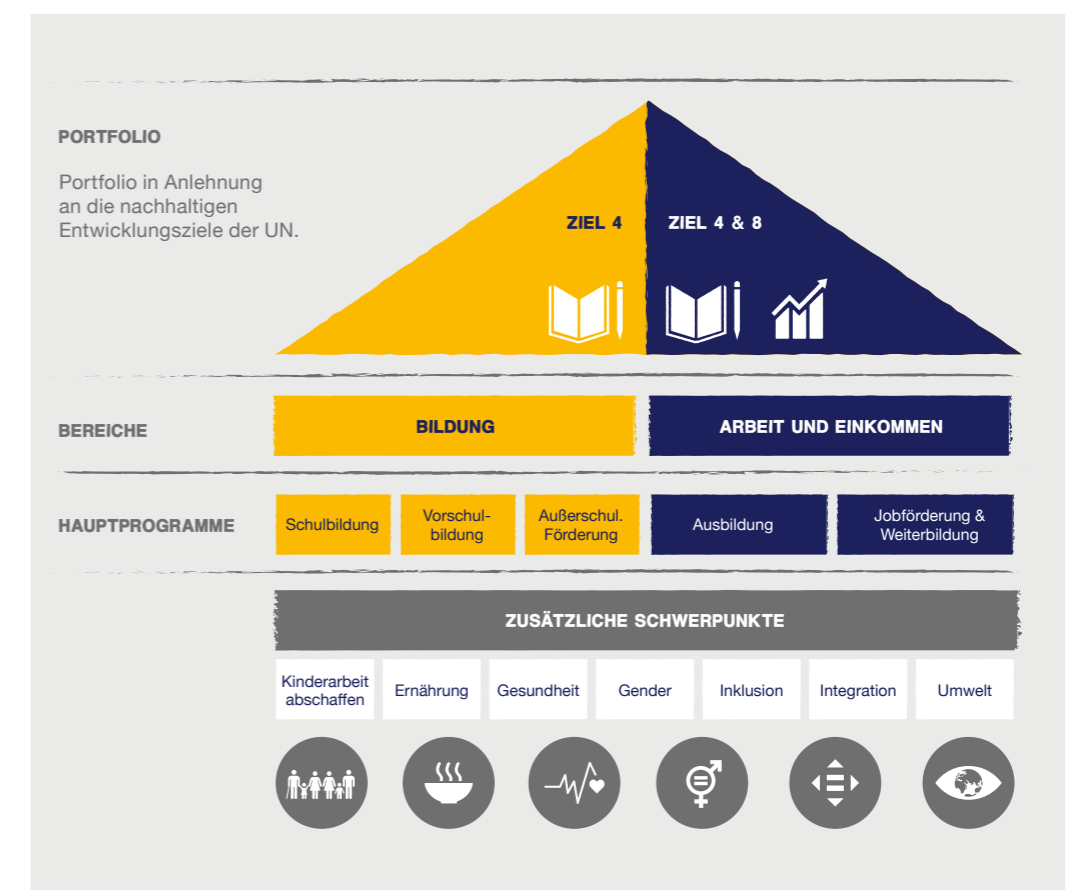 PORTFOLIO
Portfolio in Anlehnung
an die nachhaltigen
Entwicklungsziele der UN.
ZIEL 4
ZIEL 4 & 8
BEREICHE
BILDUNG
ARBEIT UND EINKOMMEN
HAUPTPROGRAMME
Schulbildung
Vorschul-
bildung
Außerschul.
Förderung
Ausbildung
Jobförderung &
Weiterbildung
ZUSÄTZLICHE SCHWERPUNKTE
Kinderarbeit
abschaffen
Ernährung
Gesundheit
Gender
Inklusion
Integration
Umwelt